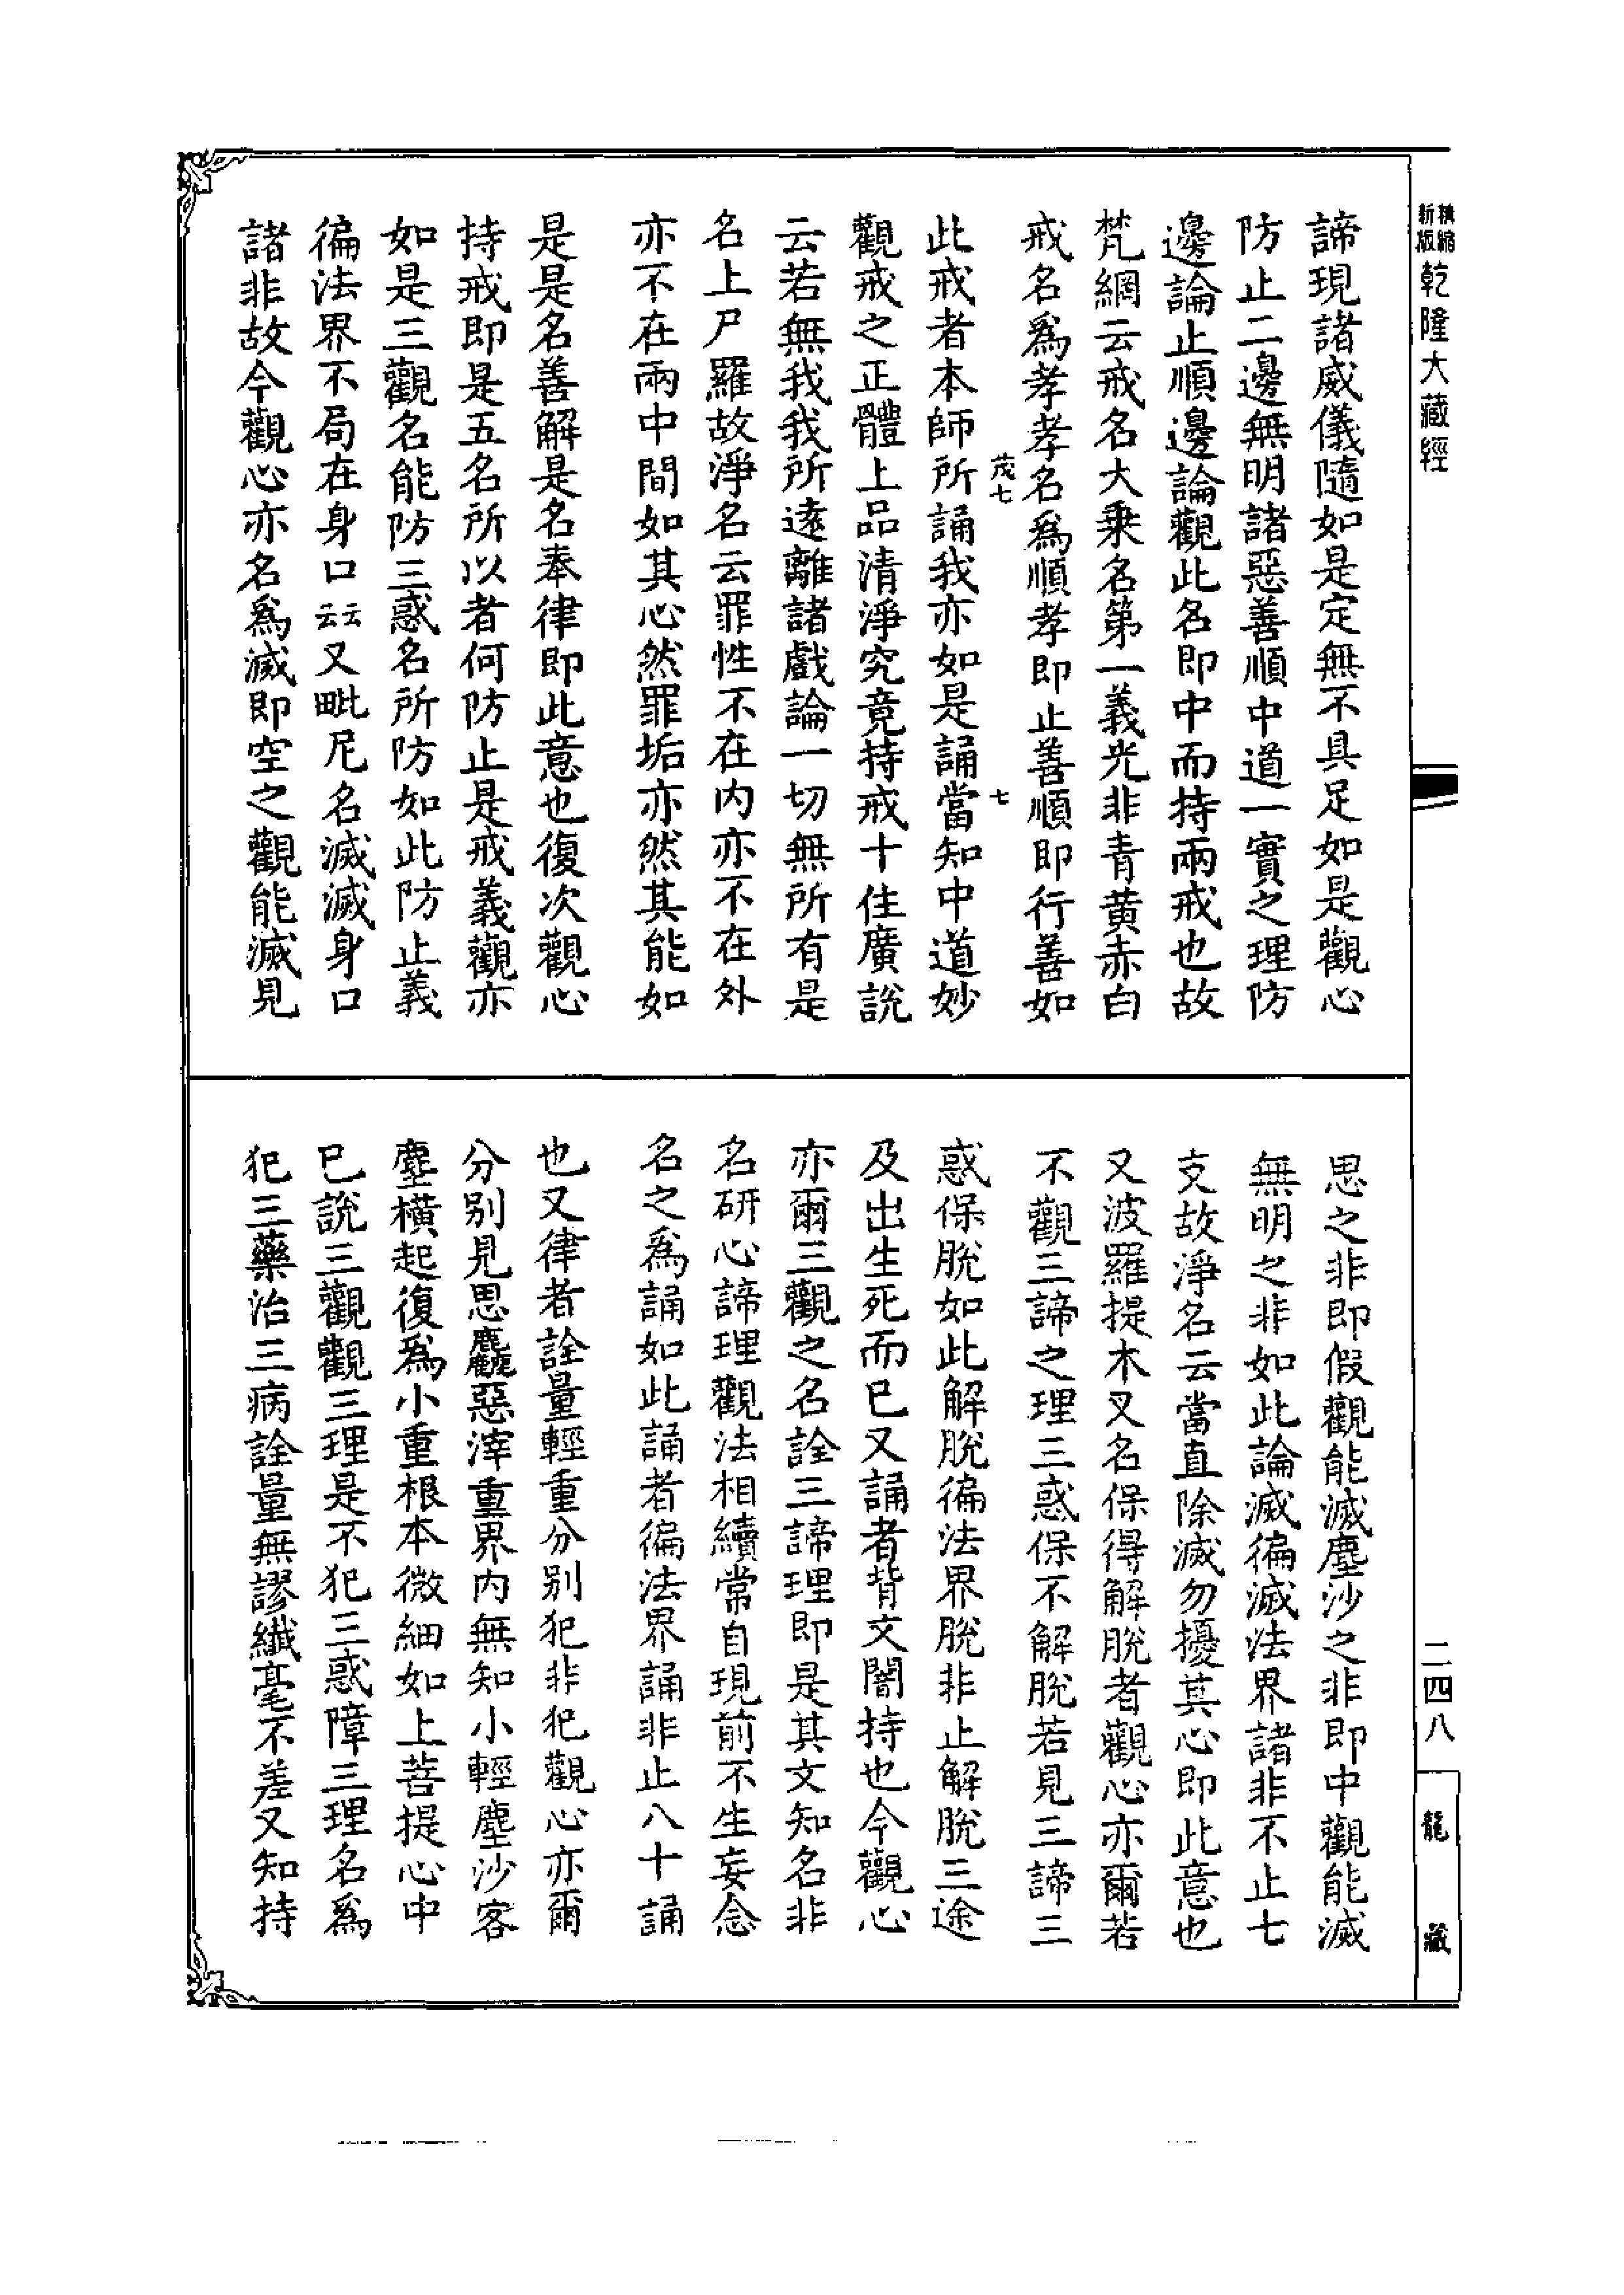 精縮
新版
乾隆大藏經
諦現諸威儀隨如是定無不具足如是觀心
防止二邊無明諸惡善順中道一實之理防
邊論止順邊論觀此名即中而持兩戒也故
梵網云戒名大乘名第一義光非青黃赤白
戒名爲孝孝名爲順孝即止善順即行善如
茂七
七
此戒者本師所誦我亦如是誦當知中道妙
觀戒之正體上品清淨究竟持戒十住廣說
云若無我我所遠離諸戲論一切無所有是
名上尸羅故淨名云罪性不在內亦不在外
亦不在兩中間如其心然罪垢亦然其能如
是是名善解是名奉律即此意也復次觀心
持戒即是五名所以者何防止是戒義觀亦
如是三觀名能防三惑名所防如此防止義
徧法界不局在身口云云又毗尼名滅滅身口
諸非故今觀心亦名爲滅即空之觀能滅見
思之非即假觀能滅塵沙之非即中觀能滅
無明之非如此論滅徧滅法界諸非不止七
支故淨名云當直除滅勿擾其心即此意也
又波羅提木叉名保得解脫者觀心亦爾若
不觀三諦之理三惑保不解脫若見三諦三
惑保脫如此解脫徧法界脫非止解脫三途
及出生死而已又誦者背文闇持也今觀心
亦爾三觀之名詮三諦理即是其文知名非
名研心諦理觀法相續常自現前不生妄念
名之爲誦如此誦者徧法界誦非止八十誦
也又律者詮量輕重分別犯非犯觀心亦爾
分別見思麤惡滓重界內無知小輕塵沙客
塵橫起復爲小重根本微細如上菩提心中
已說三觀觀三理是不犯三惑障三理名爲
犯三藥治三病詮量無謬纖毫不差又知持
二四八
龍藏